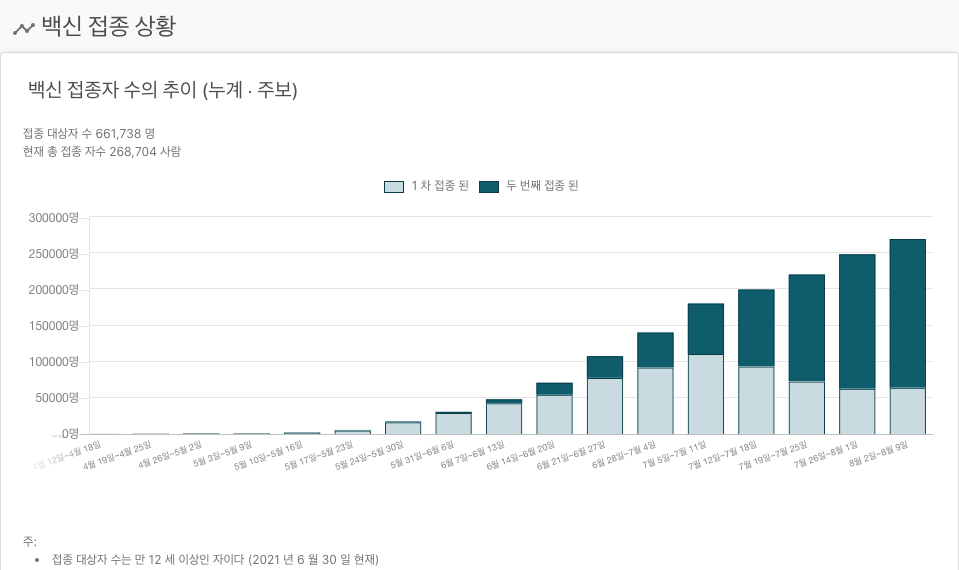 백신 접종 상황
백신 접종자 수의 추이 (누계 · 주보)
접종 대상자 수 661,738 명
현재 총 접종 자수 268,704 사람
1 차 접종 된 두 번째 접종 된
300000명
250000명
200000명
150000명
100000명
50000명
0명
12일~4월 18일
4월 19일~4월 25일
4월 26일~5월 2일
5월 3일~5월 9일
5월 10일~5월 16일
5월 17일~5월 23일
5월 24일~5월 30일
5월 31일~6월 6일
6월 7일~6월 13일
6월 14일~6월 20일
6월 21일~6월 27일
6월 28일~7월 4일
7월 5일~7월 11일
7월 12일~7월 18일
7월 19일~7월 25일
7월 26일~8월 1일
8월 2일~8월 9일
주:
• 접종 대상자 수는 만 12 세 이상인 자이다 (2021 년 6 월 30 일 현재)